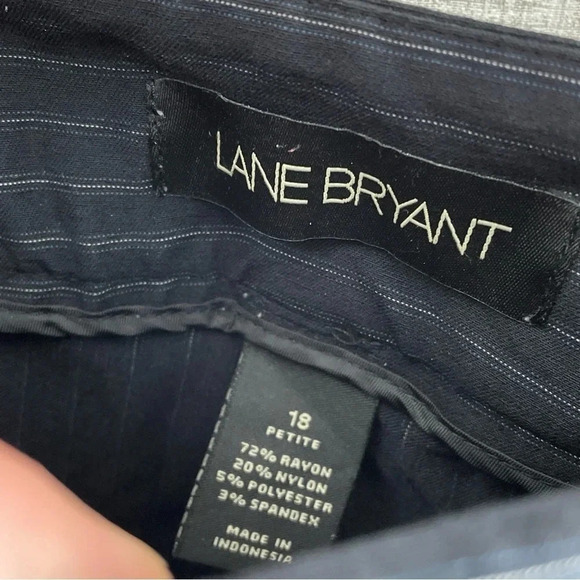 LANE BRYANT
18
PETITE
72% RAYON
20% NYLON
5% POLYESTER
3% SPANDEX
MADE IN
INDONESIA